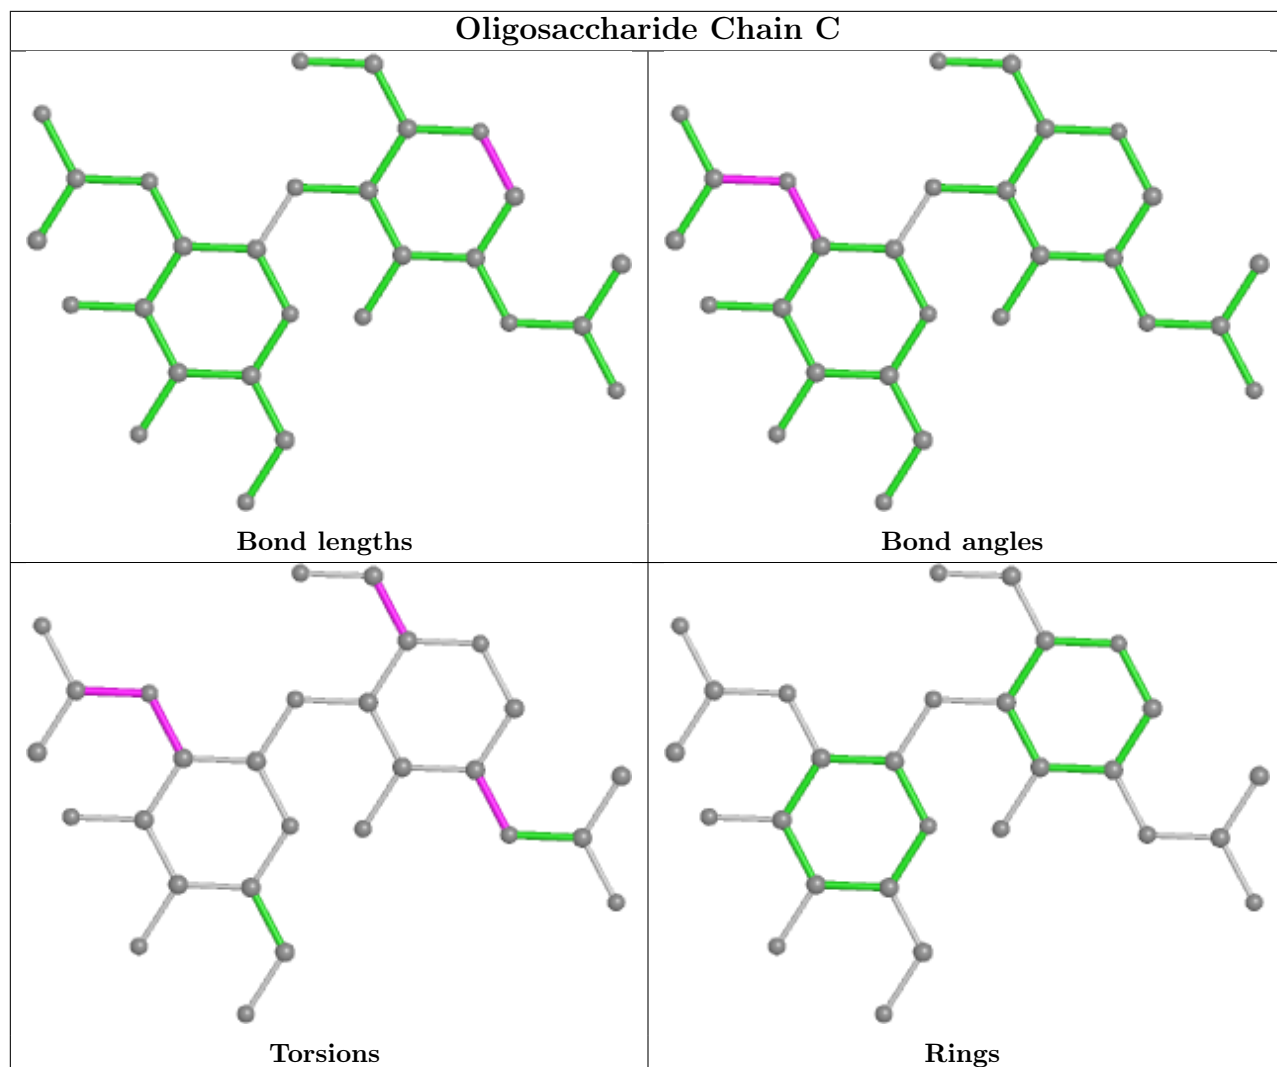 Oligosaccharide Chain C
Bond lengths
Bond angles
Torsions
Rings